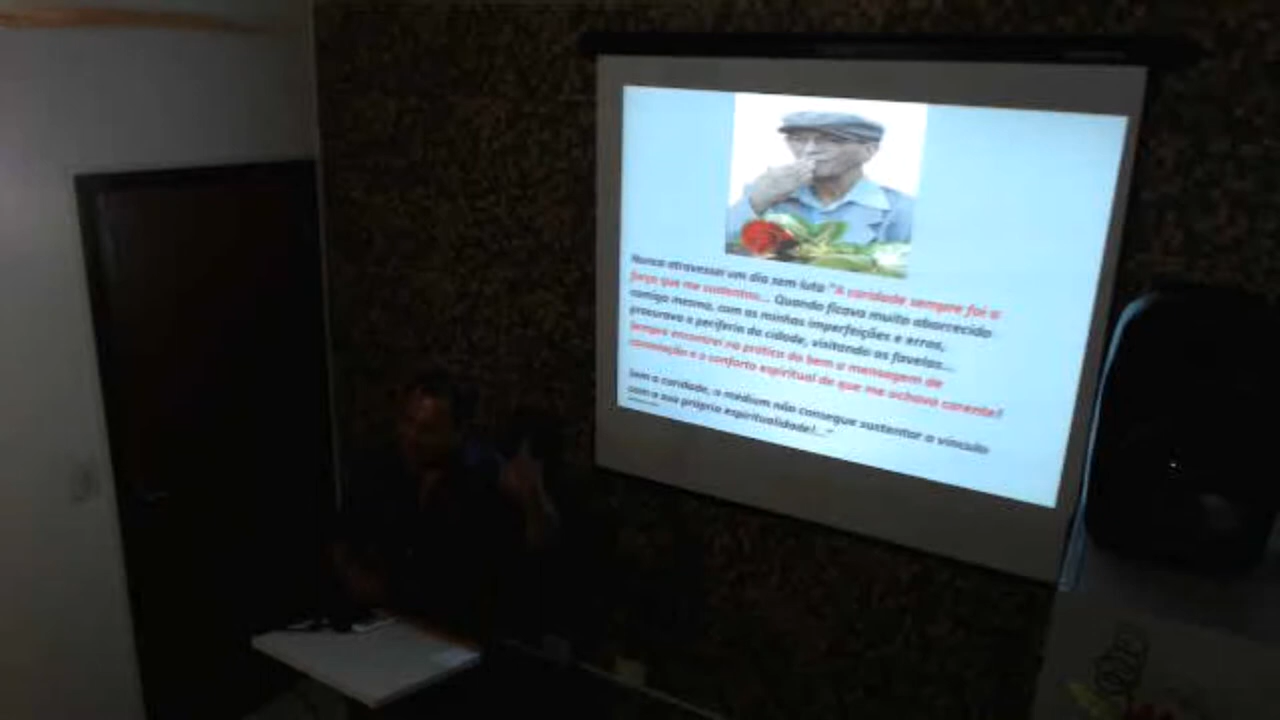 Nunca atravessei um dia sem luta "A caridade sempre foi a
força que me sustentou... Quando ficava muito aborrecido
comigo mesmo, com as minhas imperfeições e erros,
procurava a periferia da cidade, visitando as favelas...
Sempre encontrei na prática do bem a mensagem de
consolação e o conforto espiritual de que me achava carente!
Sem a caridade, o médium não consegue sustentar o vínculo
com a sua própria espiritualidade!..."